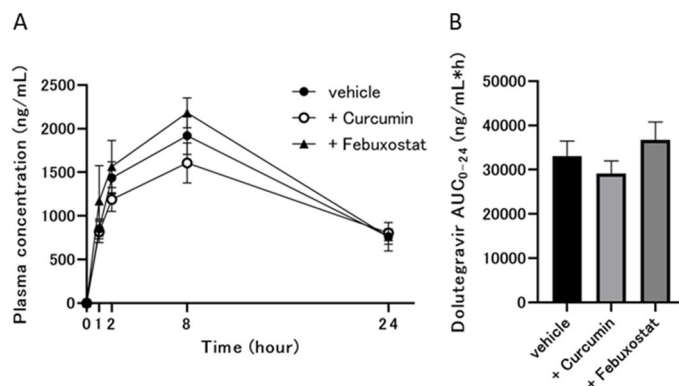 A
Plasma concentration (ng/mL)
2500
2000
1500
1000
500
0
0 1 2 8 24
Time (hour)
vehicle
+ Curcumin
+ Febuxostat
B
Dolutegravir AUC₀₋₂₄ (ng/mL*h)
50000
40000
30000
20000
10000
0
vehicle
+ Curcumin
+ Febuxostat